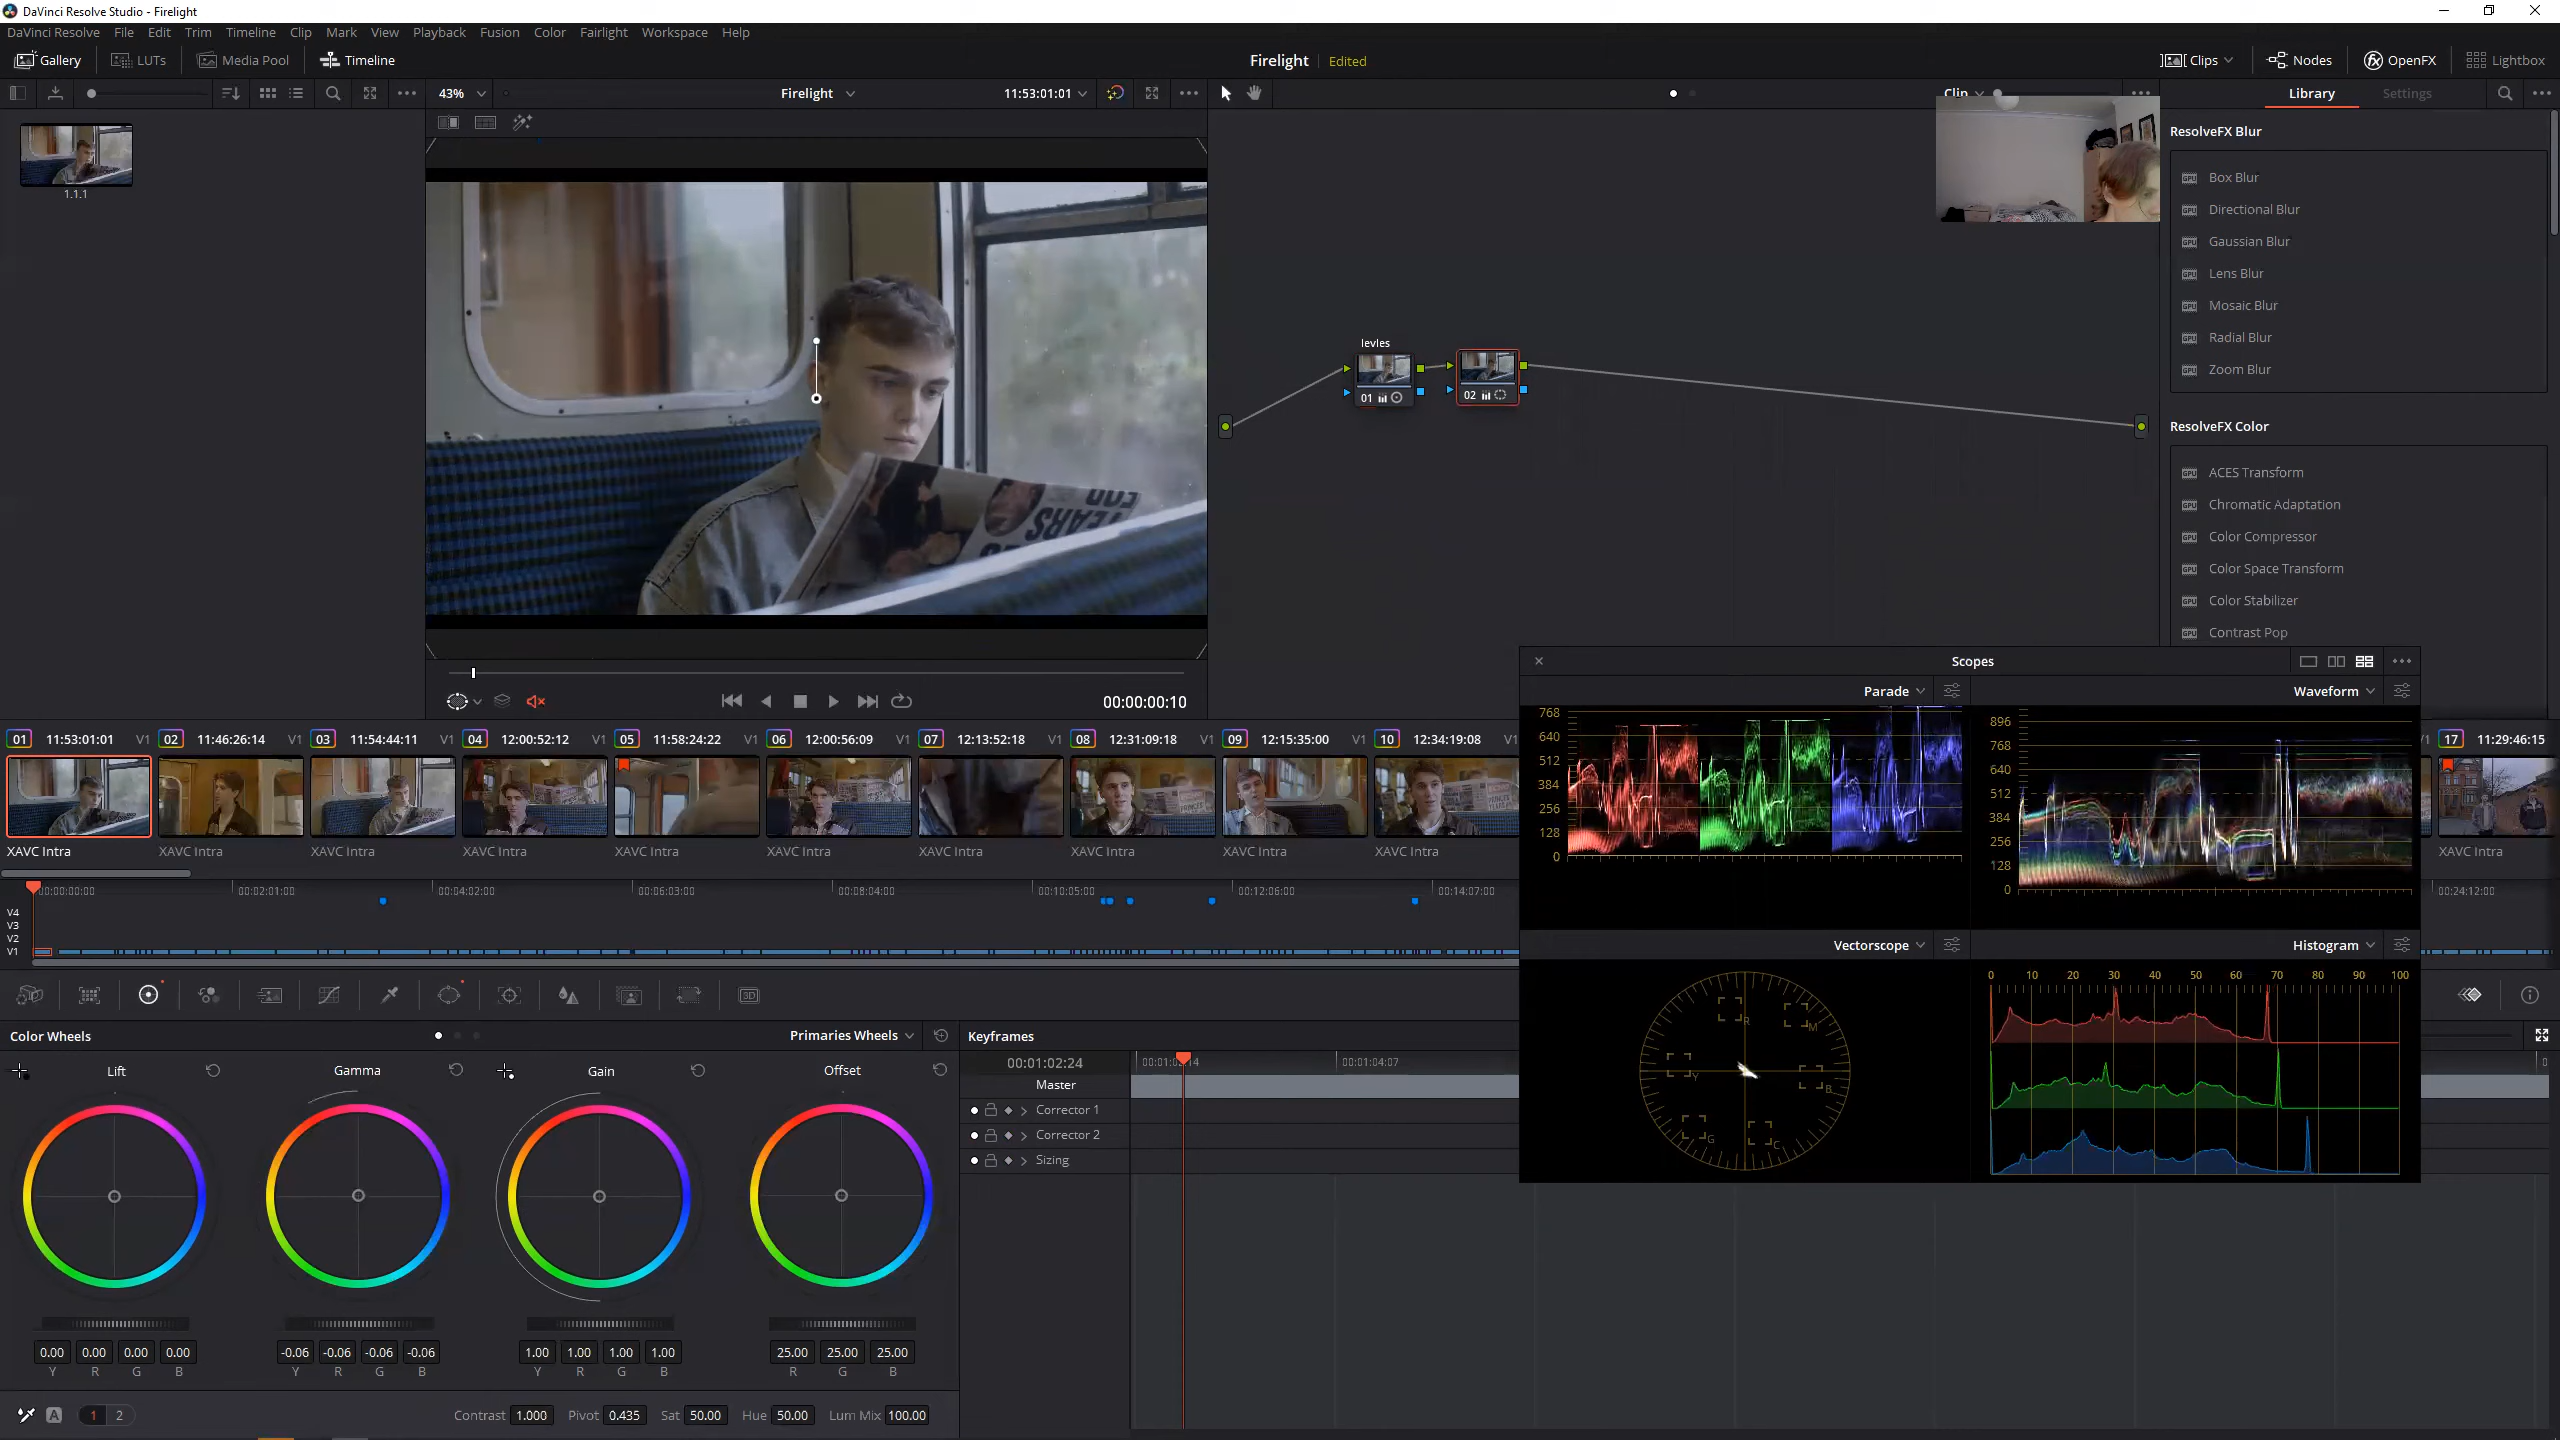 DaVinci Resolve Studio - Firelight
DaVinci Resolve File Edit Trim Timeline Clip Mark View Playback Fusion Color Fairlight Workspace Help
Gallery LUTs Media Pool Timeline Firelight Edited Clips Nodes OpenFX Lightbox
43% Firelight 11:53:01:01 Clip Library Settings
1.1.1
ResolveFX Blur
Box Blur
Directional Blur
Gaussian Blur
Lens Blur
Mosaic Blur
Radial Blur
Zoom Blur
levles
01 02
ResolveFX Color
ACES Transform
Chromatic Adaptation
Color Compressor
Color Space Transform
Color Stabilizer
Contrast Pop
YEARS
00:00:00:10
Scopes
Parade Waveform
768
640
512
384
256
128
0
896
768
640
512
384
256
128
0
01 11:53:01:01 V1 02 11:46:26:14 V1 03 11:54:44:11 V1 04 12:00:52:12 V1 05 11:58:24:22 V1 06 12:00:56:09 V1 07 12:13:52:18 V1 08 12:31:09:18 V1 09 12:15:35:00 V1 10 12:34:19:08 17 11:29:46:15
XAVC Intra XAVC Intra XAVC Intra XAVC Intra XAVC Intra XAVC Intra XAVC Intra XAVC Intra XAVC Intra XAVC Intra XAVC Intra
00:00:00:00 00:02:01:00 00:04:02:00 00:06:03:00 00:08:04:00 00:10:05:00 00:12:06:00 00:14:07:00 00:24:12:00
V4
V3
V2
V1
Vectorscope Histogram
R M B C G Y
0 10 20 30 40 50 60 70 80 90 100
3D
Color Wheels Primaries Wheels Keyframes
00:01:02:24 00:01:04:07
Lift Gamma Gain Offset
Master
Corrector 1
Corrector 2
Sizing
0.00 0.00 0.00 0.00 -0.06 -0.06 -0.06 -0.06 1.00 1.00 1.00 1.00 25.00 25.00 25.00
Y R G B Y R G B Y R G B R G B
A 1 2 Contrast 1.000 Pivot 0.435 Sat 50.00 Hue 50.00 Lum Mix 100.00